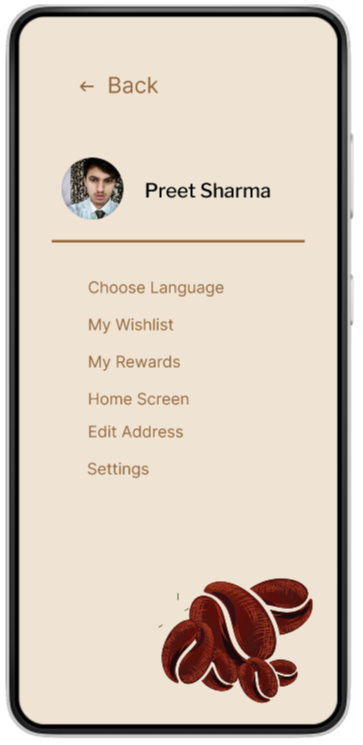 ← Back
Preet Sharma
Choose Language
My Wishlist
My Rewards
Home Screen
Edit Address
Settings